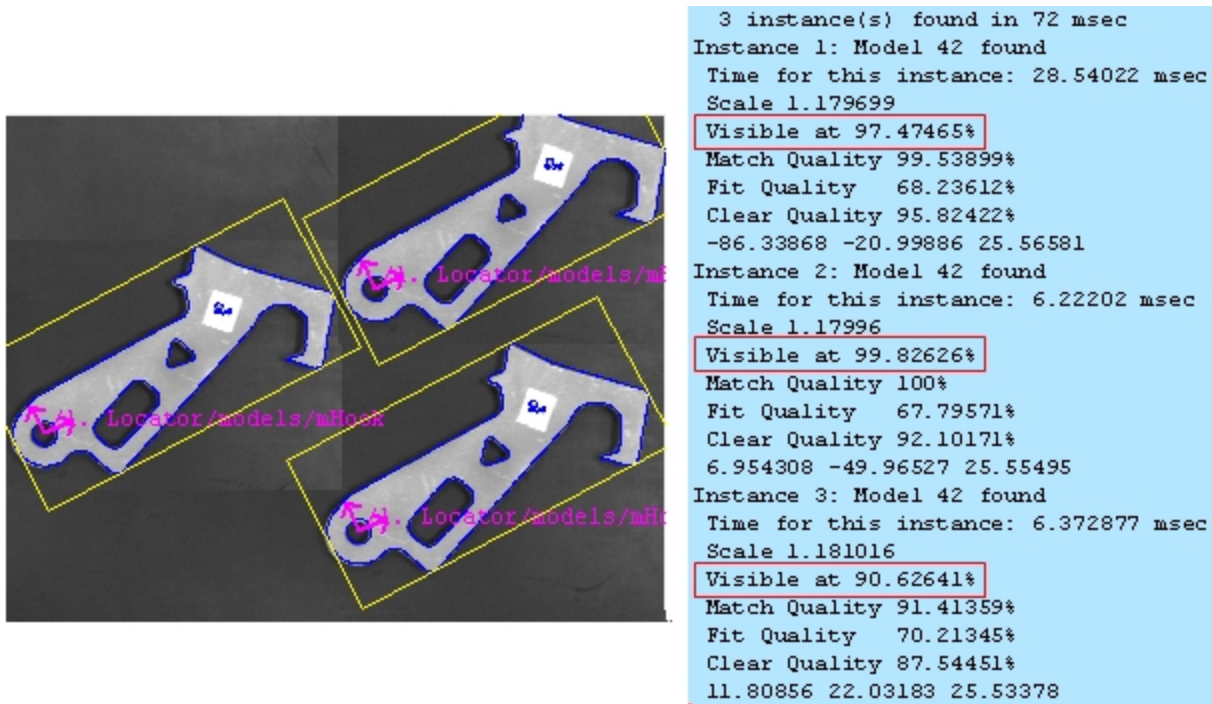 3 instance(s) found in 72 msec
Instance 1: Model 42 found
Time for this instance: 28.54022 msec
Scale 1.179699
Visible at 97.47465%
Match Quality 99.53899%
Fit Quality 68.23612%
Clear Quality 95.82422%
-86.33868 -20.99886 25.56581
Instance 2: Model 42 found
Time for this instance: 6.22202 msec
Scale 1.17996
Visible at 99.82626%
Match Quality 100%
Fit Quality 67.79571%
Clear Quality 92.10171%
6.954308 -49.96527 25.55495
Instance 3: Model 42 found
Time for this instance: 6.372877 msec
Scale 1.181016
Visible at 90.62641%
Match Quality 91.41359%
Fit Quality 70.21345%
Clear Quality 87.54451%
11.80856 22.03183 25.53378
Locator/models/m
Locator/models/mHook
Locator/models/mH